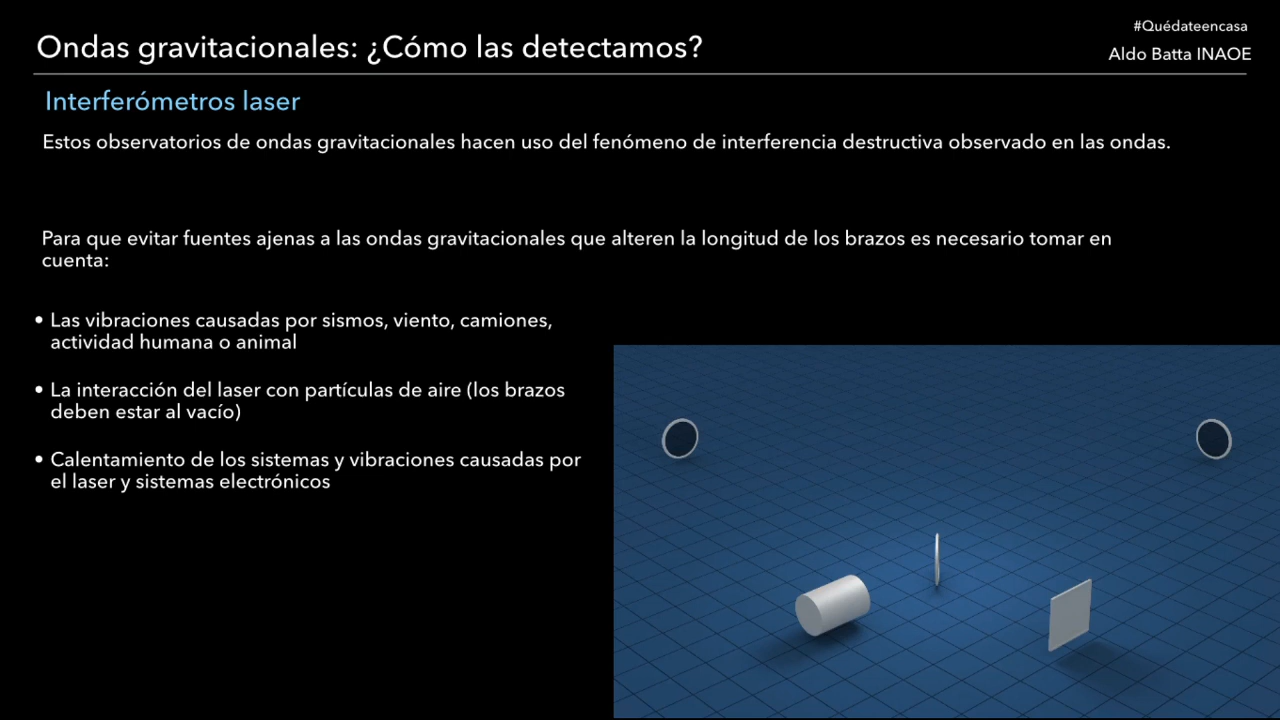 #Quédateencasa
Ondas gravitacionales: ¿Cómo las detectamos?
Aldo Batta INAOE
Interferómetros laser
Estos observatorios de ondas gravitacionales hacen uso del fenómeno de interferencia destructiva observado en las ondas.
Para que evitar fuentes ajenas a las ondas gravitacionales que alteren la longitud de los brazos es necesario tomar en
cuenta:
• Las vibraciones causadas por sismos, viento, camiones,
actividad humana o animal
• La interacción del laser con partículas de aire (los brazos
deben estar al vacío)
• Calentamiento de los sistemas y vibraciones causadas por
el laser y sistemas electrónicos